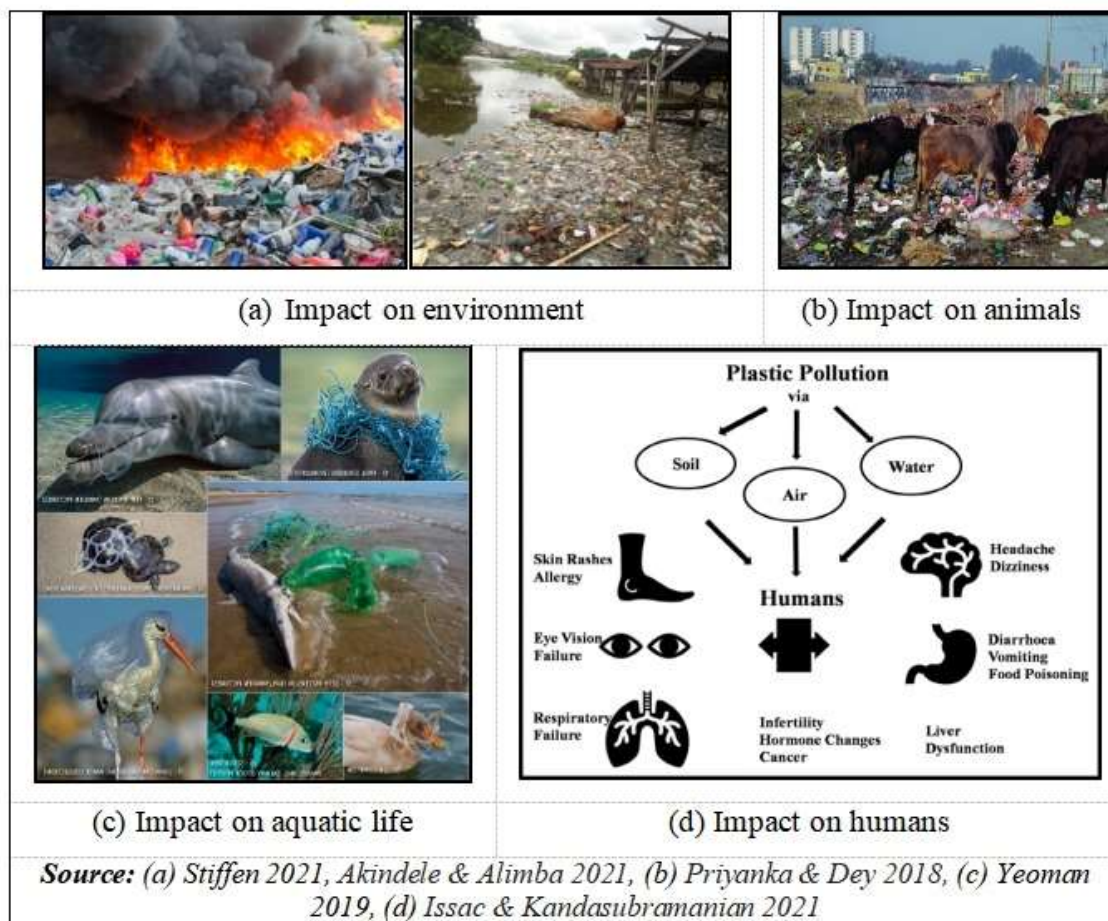 (a) Impact on environment
(b) Impact on animals
Plastic Pollution
via
Soil
Air
Water
Skin Rashes
Allergy
Headache
Dizziness
Humans
Eye Vision
Failure
Diarrhoea
Vomiting
Food Poisoning
Respiratory
Failure
Infertility
Hormone Changes
Cancer
Liver
Dysfunction
(c) Impact on aquatic life
(d) Impact on humans
Source: (a) Stiffen 2021, Akindele & Alimba 2021, (b) Priyanka & Dey 2018, (c) Yeoman
2019, (d) Issac & Kandasubramanian 2021